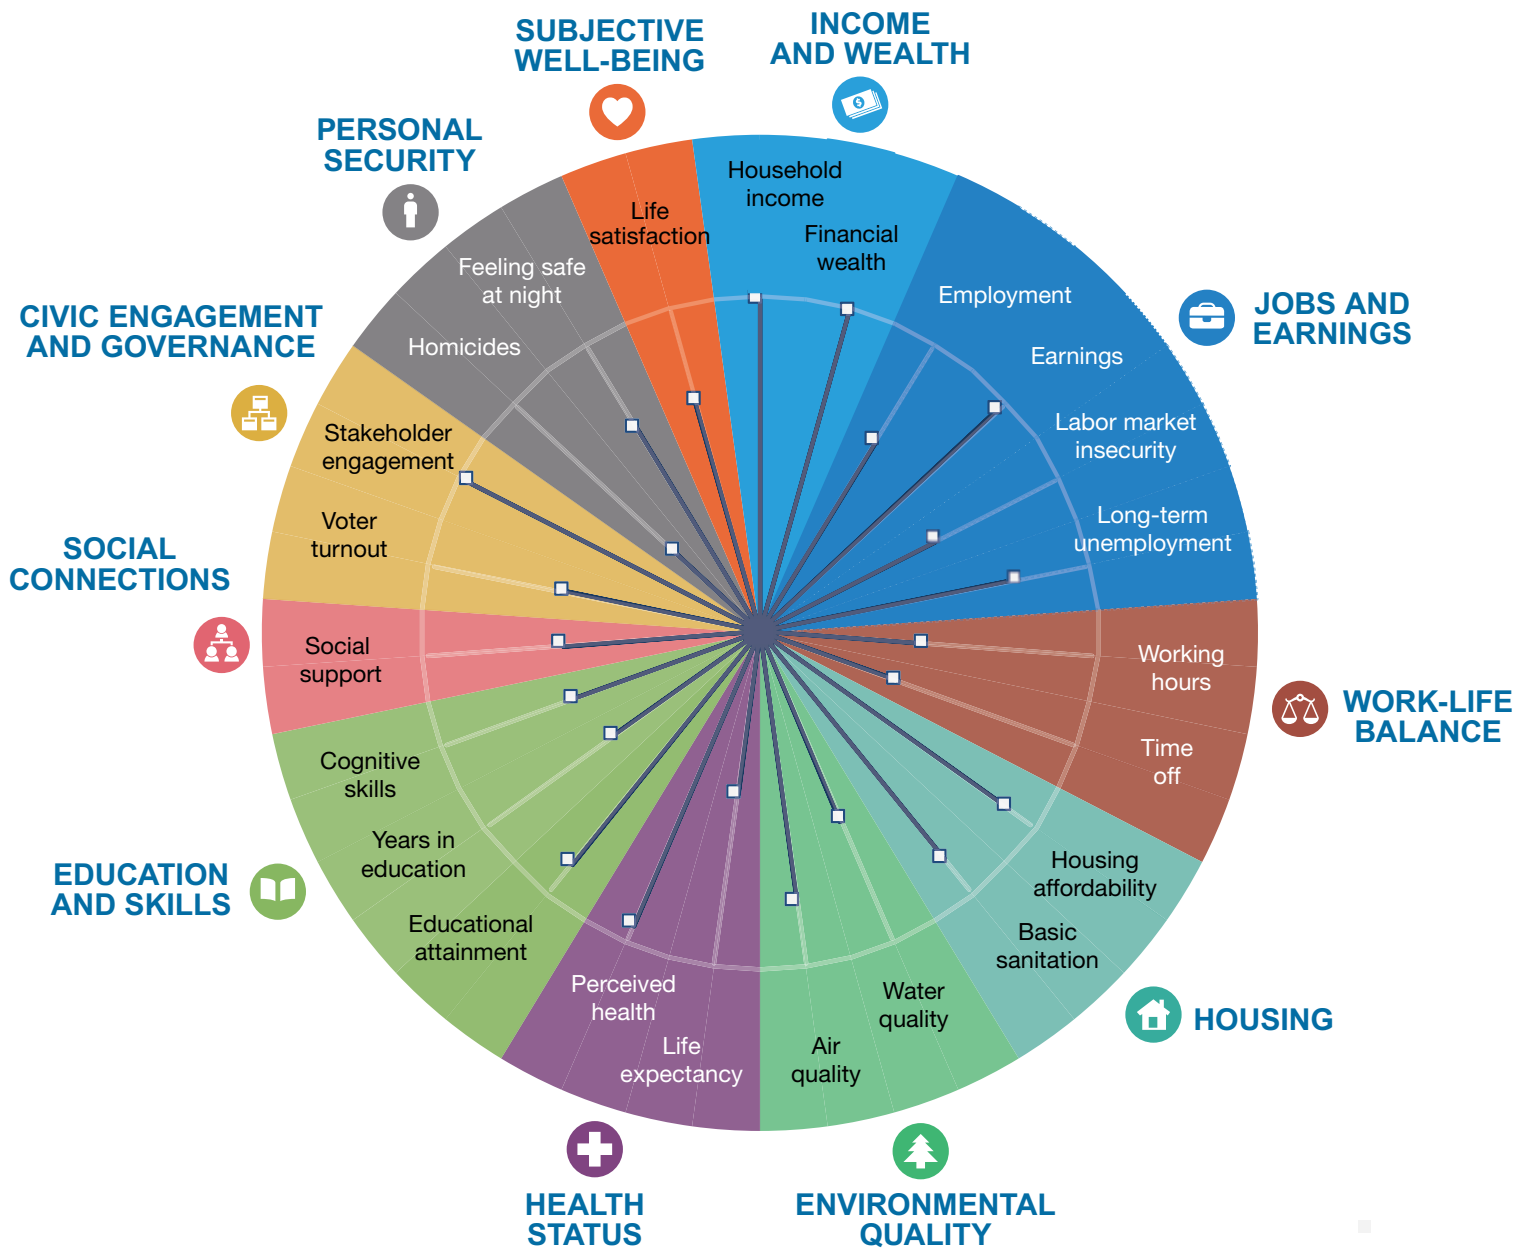 SUBJECTIVE
WELL-BEING
INCOME
AND WEALTH
PERSONAL
SECURITY
CIVIC ENGAGEMENT
AND GOVERNANCE
SOCIAL
CONNECTIONS
EDUCATION
AND SKILLS
HEALTH
STATUS
ENVIRONMENTAL
QUALITY
HOUSING
WORK-LIFE
BALANCE
JOBS AND
EARNINGS
$
Household
income
Financial
wealth
Employment
Earnings
Labor market
insecurity
Long-term
unemployment
Working
hours
Time
off
Housing
affordability
Basic
sanitation
Water
quality
Air
quality
Life
expectancy
Perceived
health
Educational
attainment
Years in
education
Cognitive
skills
Social
support
Voter
turnout
Stakeholder
engagement
Homicides
Feeling safe
at night
Life
satisfaction